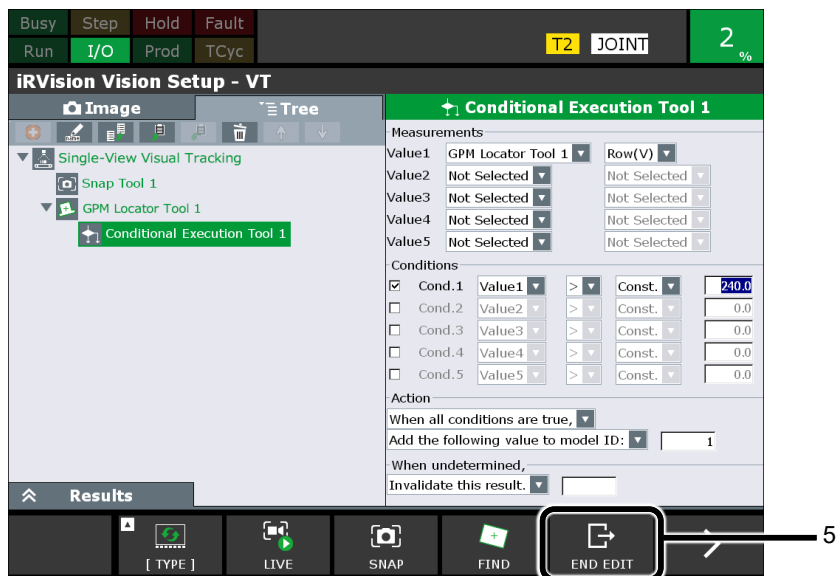 Busy Step Hold Fault
Run I/O Prod TCyc T2 JOINT 2 %
iRVision Vision Setup - VT
Image Tree
Single-View Visual Tracking
Snap Tool 1
GPM Locator Tool 1
Conditional Execution Tool 1
Results
Conditional Execution Tool 1
Measurements
Value1 GPM Locator Tool 1 Row(V)
Value2 Not Selected Not Selected
Value3 Not Selected Not Selected
Value4 Not Selected Not Selected
Value5 Not Selected Not Selected
Conditions
Cond.1 Value1 > Const. 240.0
Cond.2 Value2 > Const. 0.0
Cond.3 Value3 > Const. 0.0
Cond.4 Value4 > Const. 0.0
Cond.5 Value5 > Const. 0.0
Action
When all conditions are true,
Add the following value to model ID: 1
When undetermined,
Invalidate this result.
[ TYPE ] LIVE SNAP FIND END EDIT
5